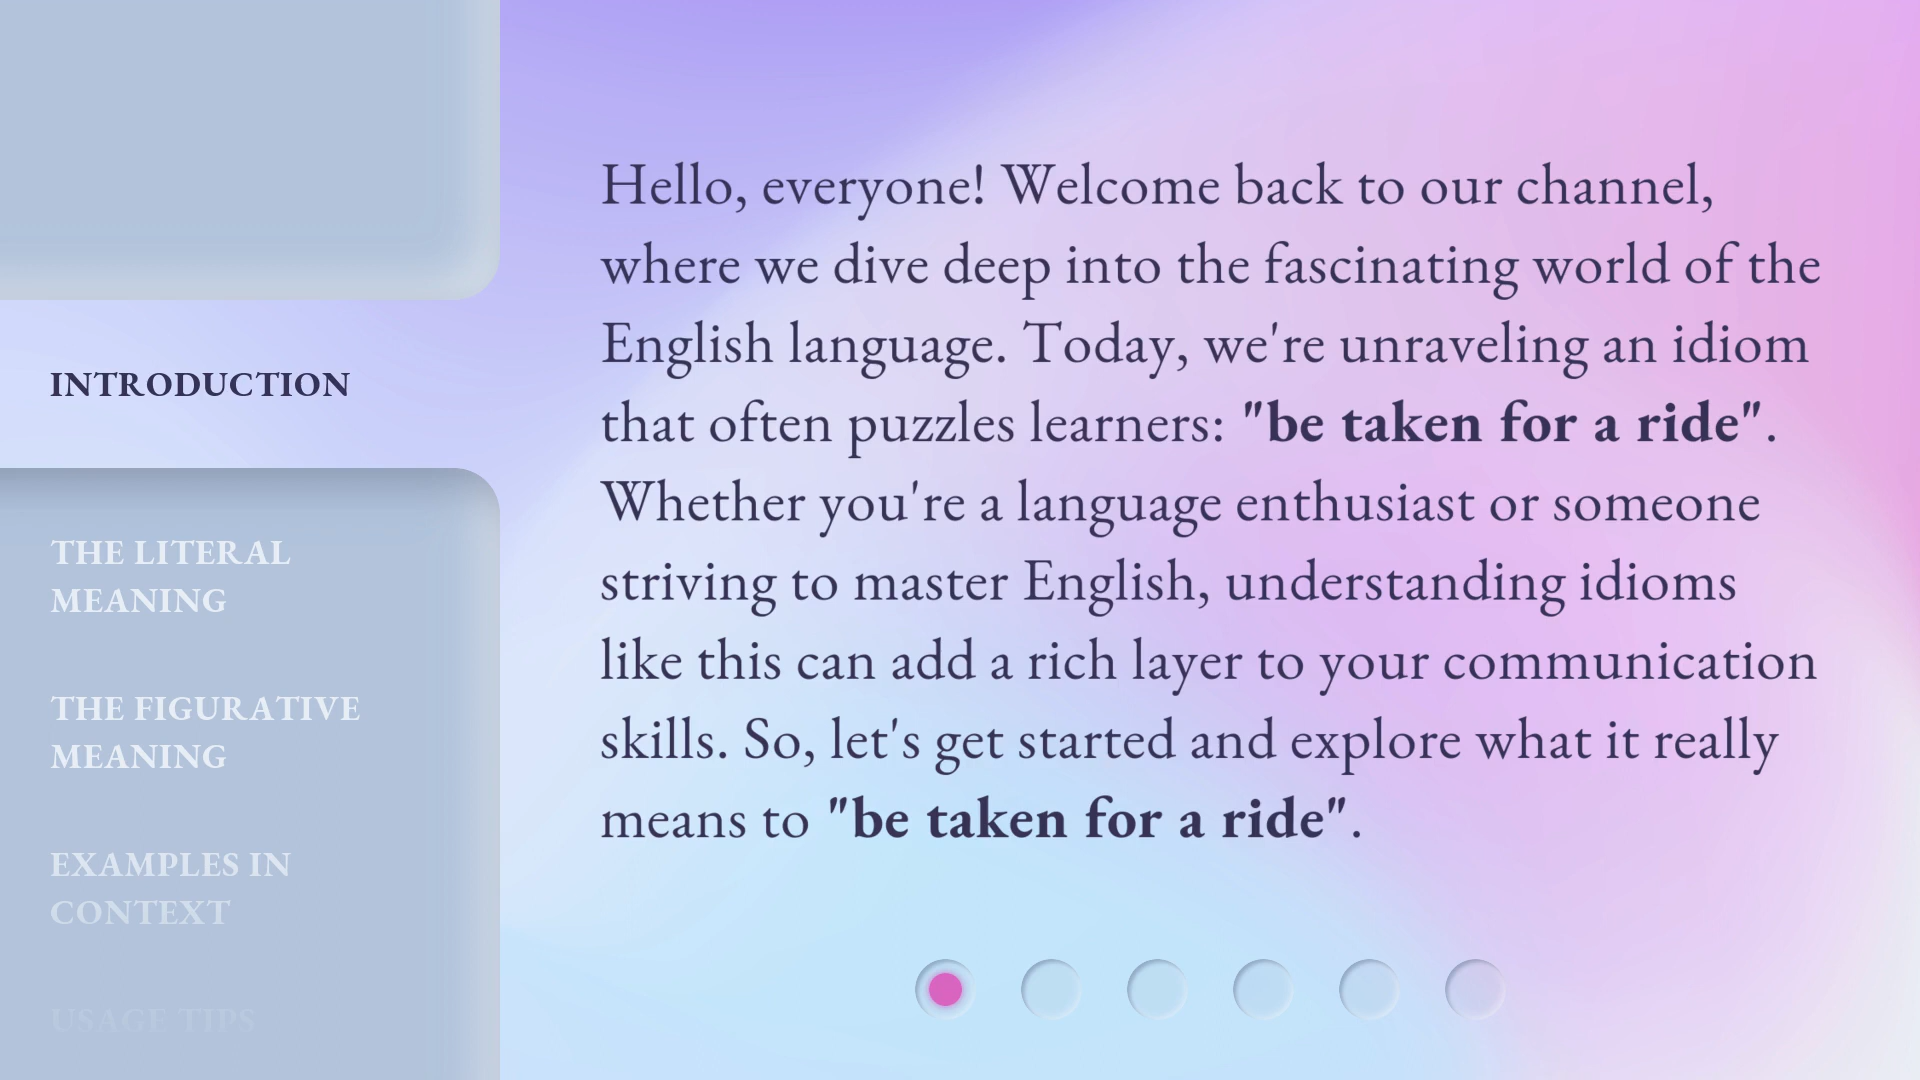 INTRODUCTION
THE LITERAL
MEANING
THE FIGURATIVE
MEANING
EXAMPLES IN
CONTEXT
USAGE TIPS
Hello, everyone! Welcome back to our channel,
where we dive deep into the fascinating world of the
English language. Today, we're unraveling an idiom
that often puzzles learners: "be taken for a ride".
Whether you're a language enthusiast or someone
striving to master English, understanding idioms
like this can add a rich layer to your communication
skills. So, let's get started and explore what it really
means to "be taken for a ride".